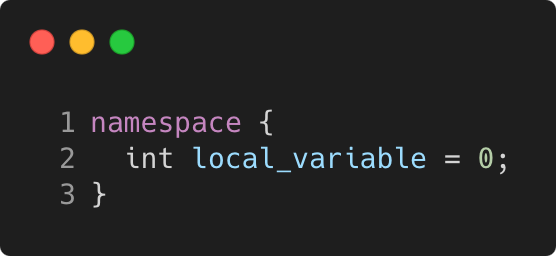 1 namespace {
2   int local_variable = 0;
3 }